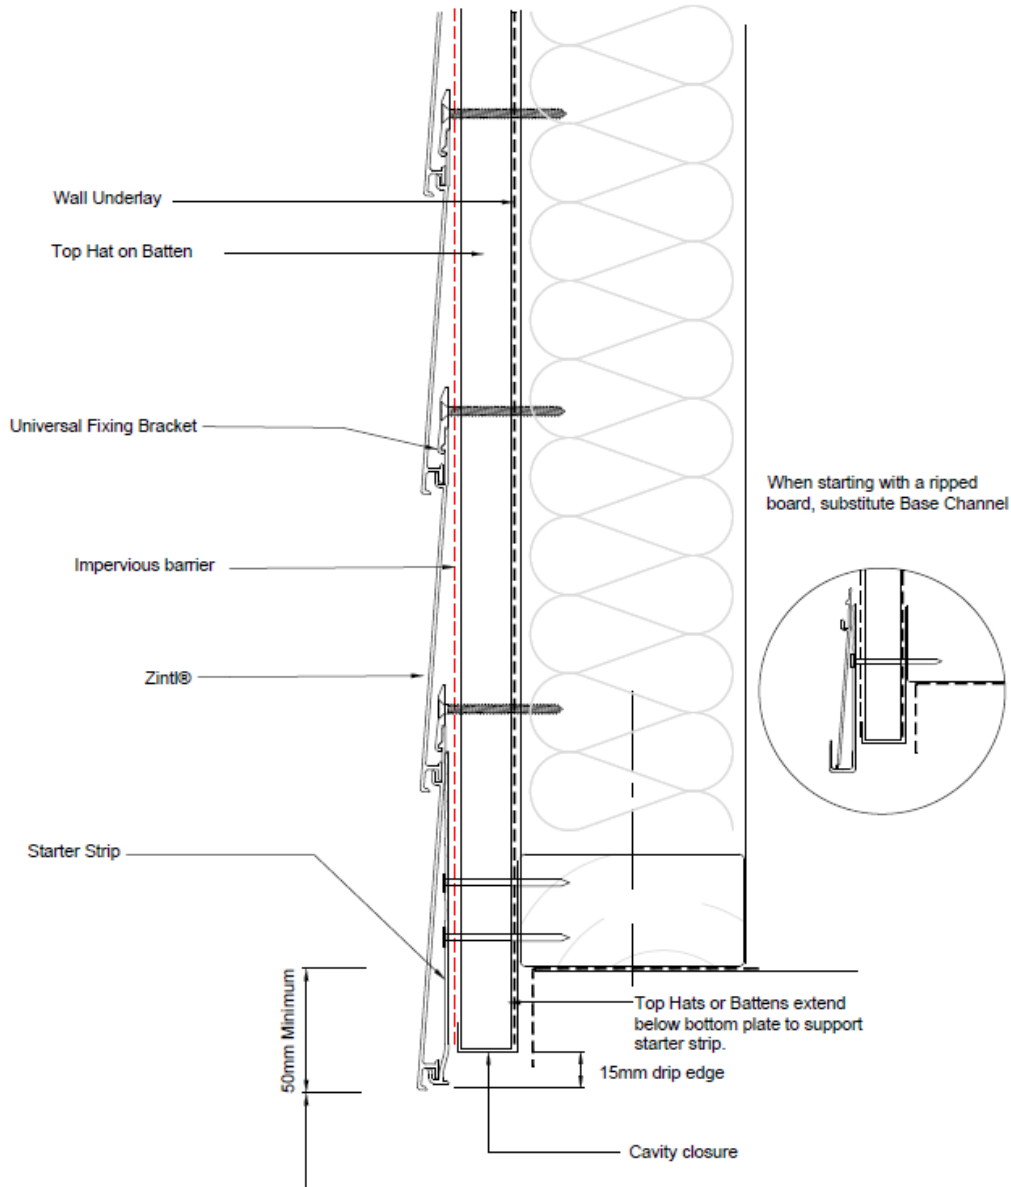 Wall Underlay
Top Hat on Batten
Universal Fixing Bracket
When starting with a ripped
board, substitute Base Channel
Impervious barrier
Zintl®
Starter Strip
50mm Minimum
Top Hats or Battens extend
below bottom plate to support
starter strip.
15mm drip edge
Cavity closure